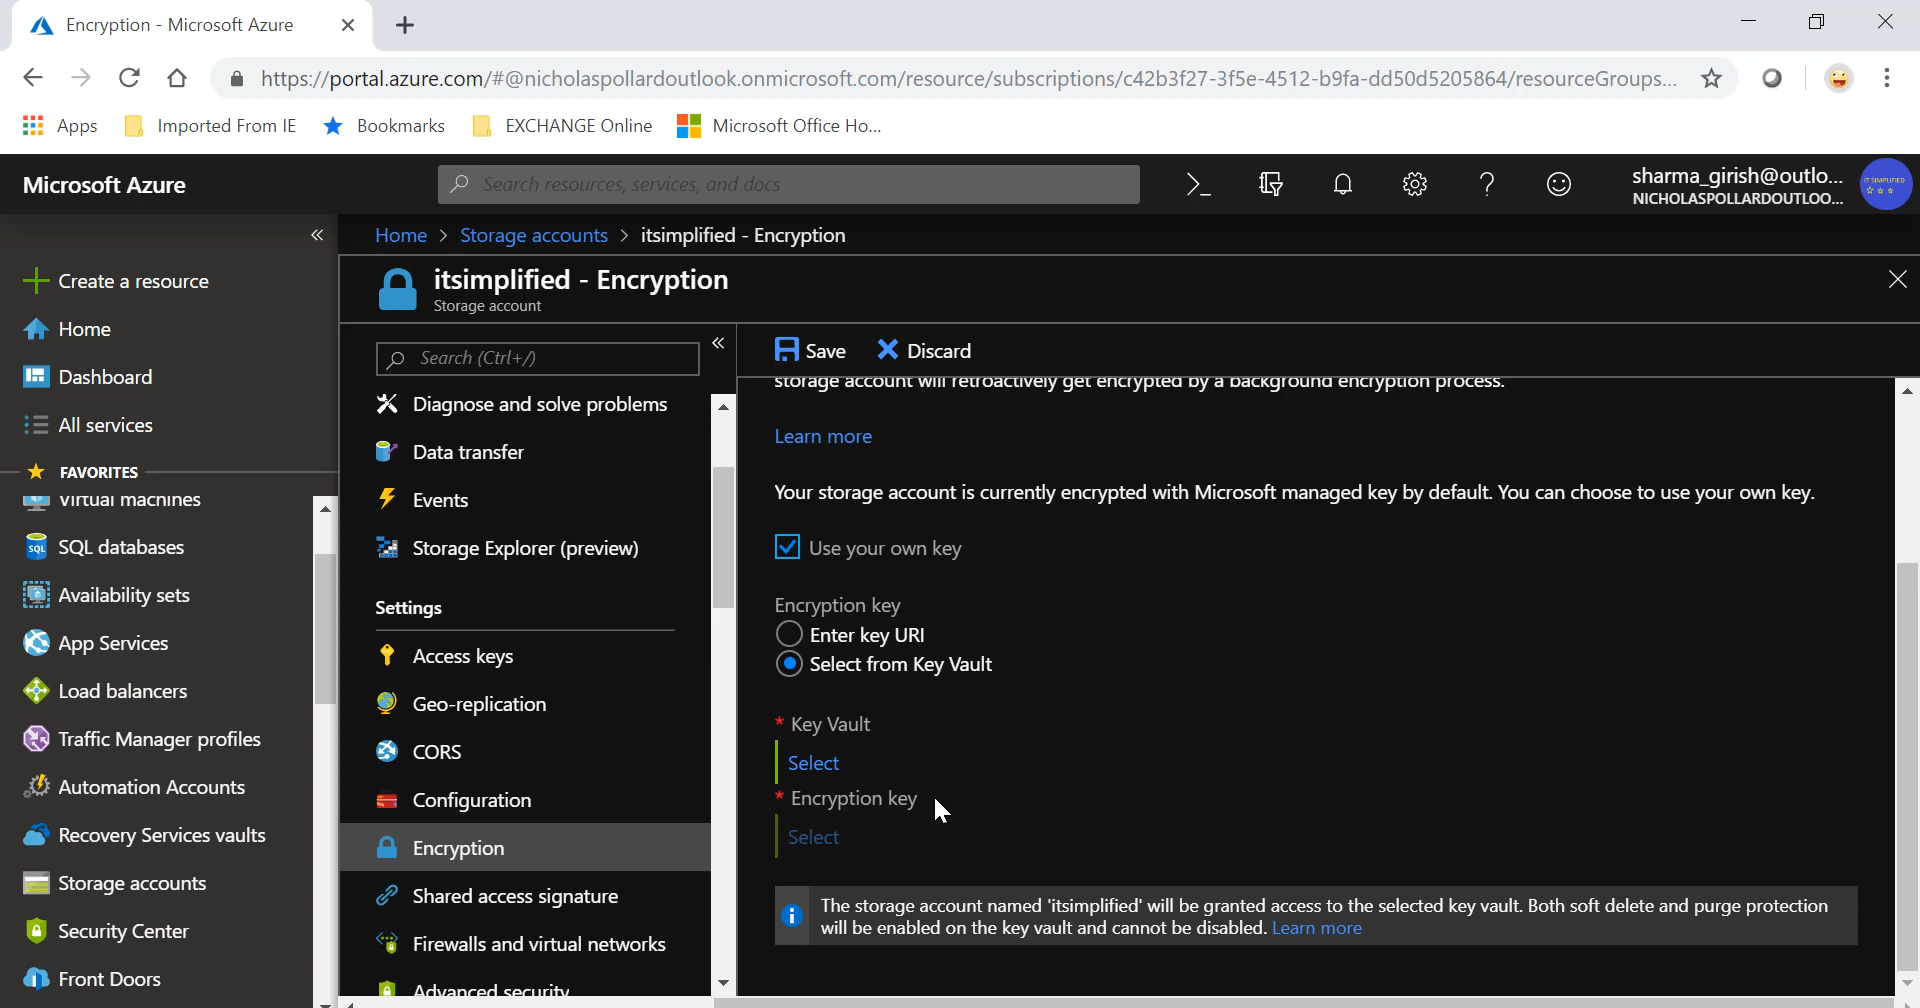 Encryption - Microsoft Azure
https://portal.azure.com/#@nicholaspollardoutlook.onmicrosoft.com/resource/subscriptions/c42b3f27-3f5e-4512-b9fa-dd50d5205864/resourceGroups...
Apps Imported From IE Bookmarks EXCHANGE Online Microsoft Office Ho...
Microsoft Azure
Search resources, services, and docs
sharma_girish@outlo...
NICHOLASPOLLARDOUTLOO...
IT SIMPLIFIED
Home > Storage accounts > itsimplified - Encryption
itsimplified - Encryption
Storage account
Create a resource
Home
Dashboard
All services
FAVORITES
Virtual machines
SQL databases
SQL
Availability sets
App Services
Load balancers
Traffic Manager profiles
Automation Accounts
Recovery Services vaults
Storage accounts
Security Center
Front Doors
Search (Ctrl+/)
Diagnose and solve problems
Data transfer
Events
Storage Explorer (preview)
Settings
Access keys
Geo-replication
CORS
Configuration
Encryption
Shared access signature
Firewalls and virtual networks
Advanced security
Save Discard
storage account will retroactively get encrypted by a background encryption process.
Learn more
Your storage account is currently encrypted with Microsoft managed key by default. You can choose to use your own key.
Use your own key
Encryption key
Enter key URI
Select from Key Vault
* Key Vault
Select
* Encryption key
Select
The storage account named 'itsimplified' will be granted access to the selected key vault. Both soft delete and purge protection
will be enabled on the key vault and cannot be disabled. Learn more